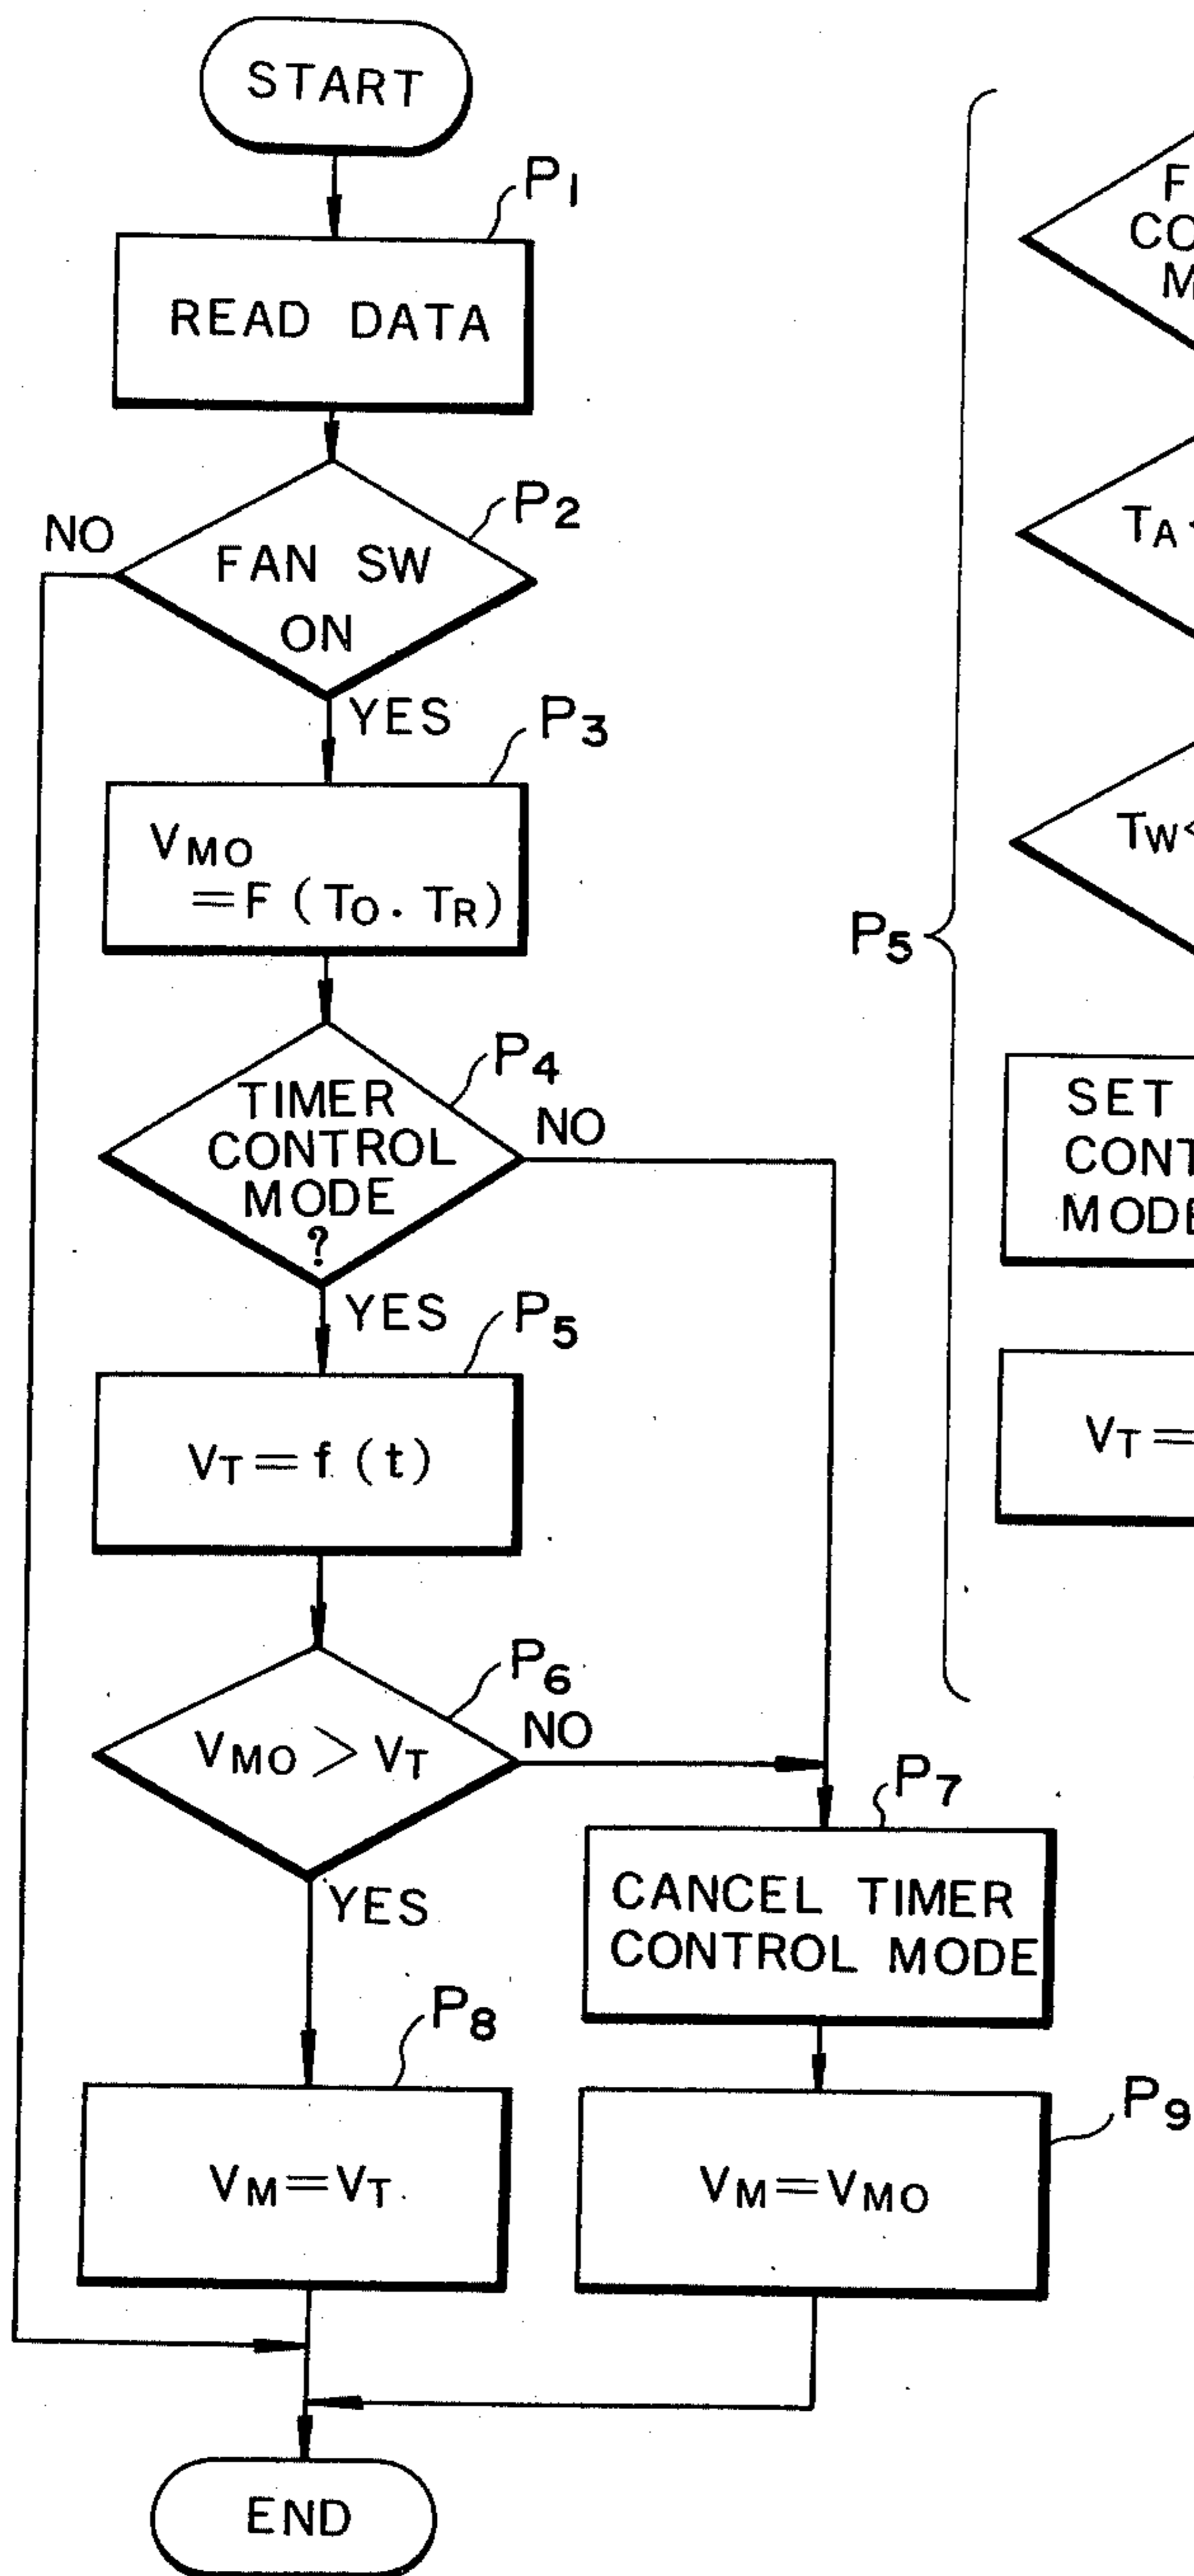 START
P1
READ DATA
P2
NO
FAN SW
ON
YES
P3
VMO
=F (TO. TR)
P4
TIMER
CONTROL
MODE
?
NO
YES
P5
VT=f (t)
P6
VMO > VT
NO
YES
P7
CANCEL TIMER
CONTROL MODE
P8
VM=VT
P9
VM=VMO
END
P5
TA
TW<
SET
VT=